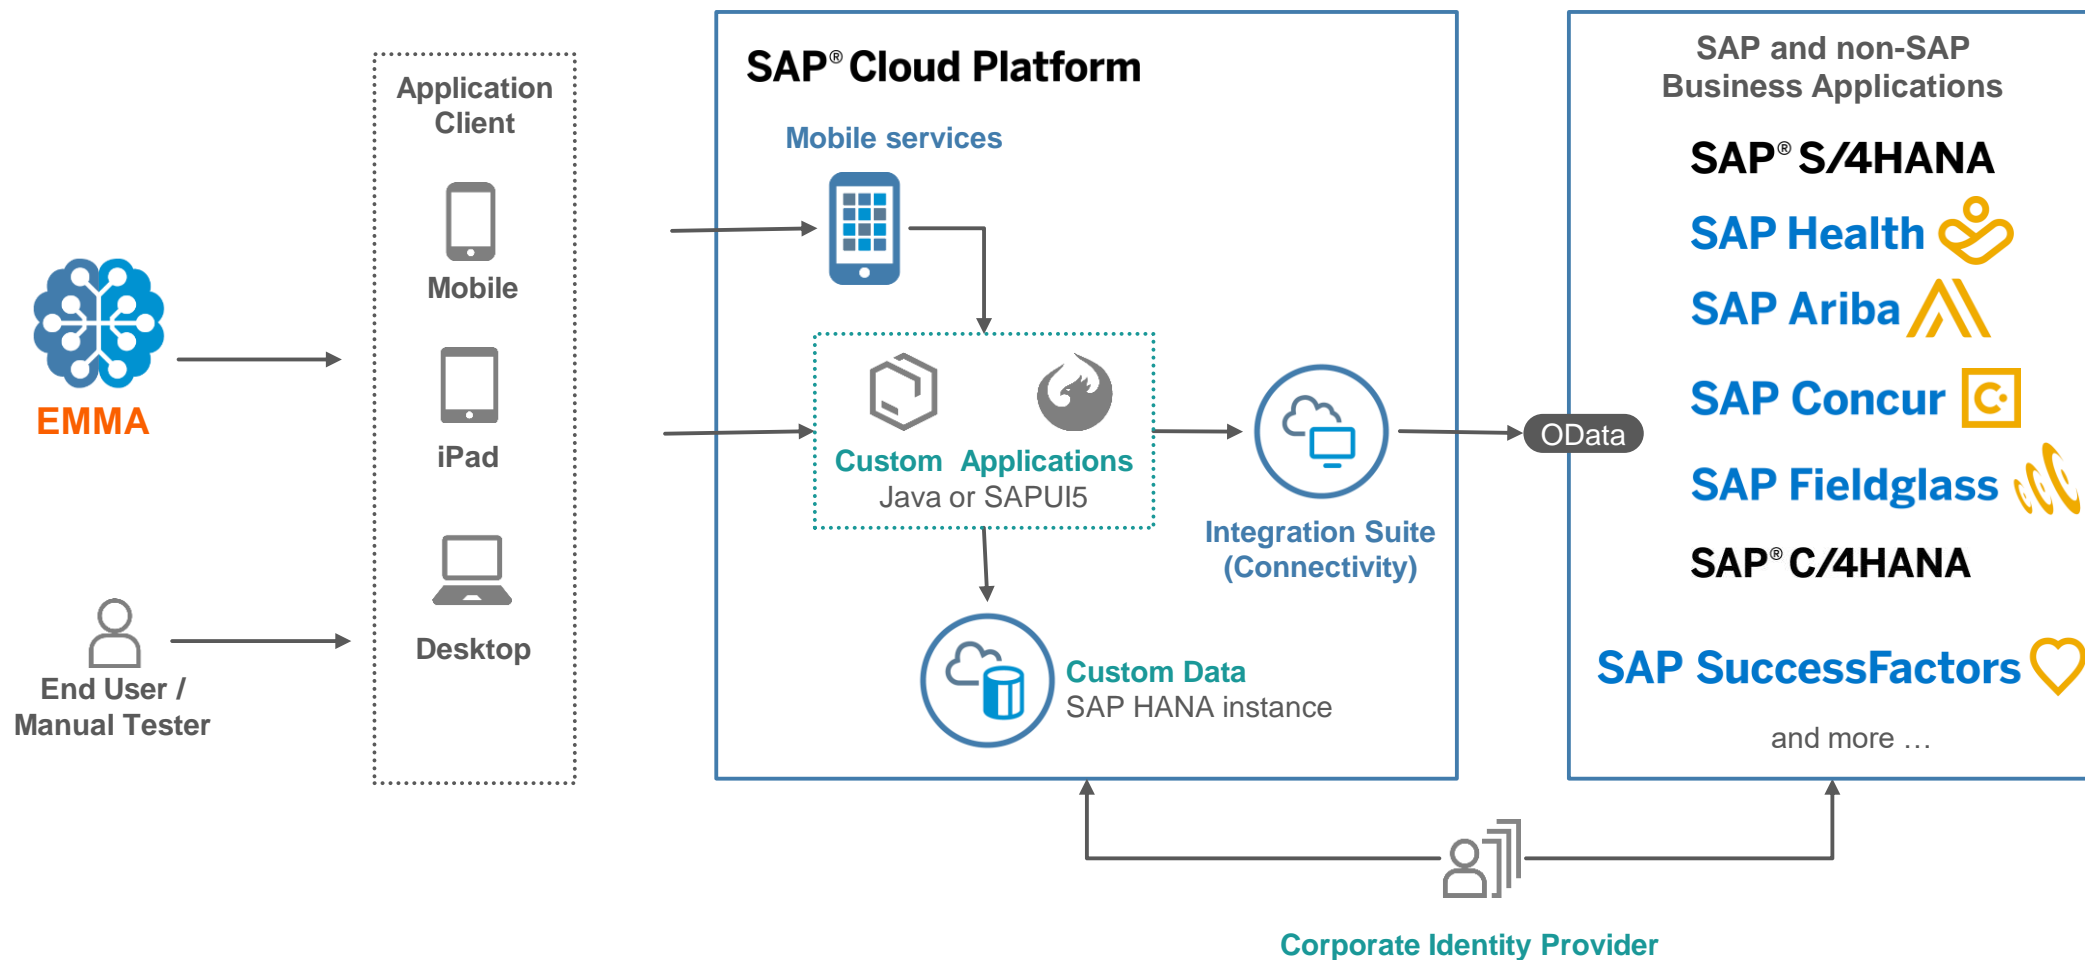 EMMA
End User /
Manual Tester
Application
Client
Mobile
iPad
Desktop
SAP® Cloud Platform
Mobile services
Custom Applications
Java or SAPUI5
Integration Suite
(Connectivity)
Custom Data
SAP HANA instance
OData
SAP and non-SAP
Business Applications
SAP® S/4HANA
SAP Health
SAP Ariba
SAP Concur
SAP Fieldglass
SAP® C/4HANA
SAP SuccessFactors
and more …
Corporate Identity Provider